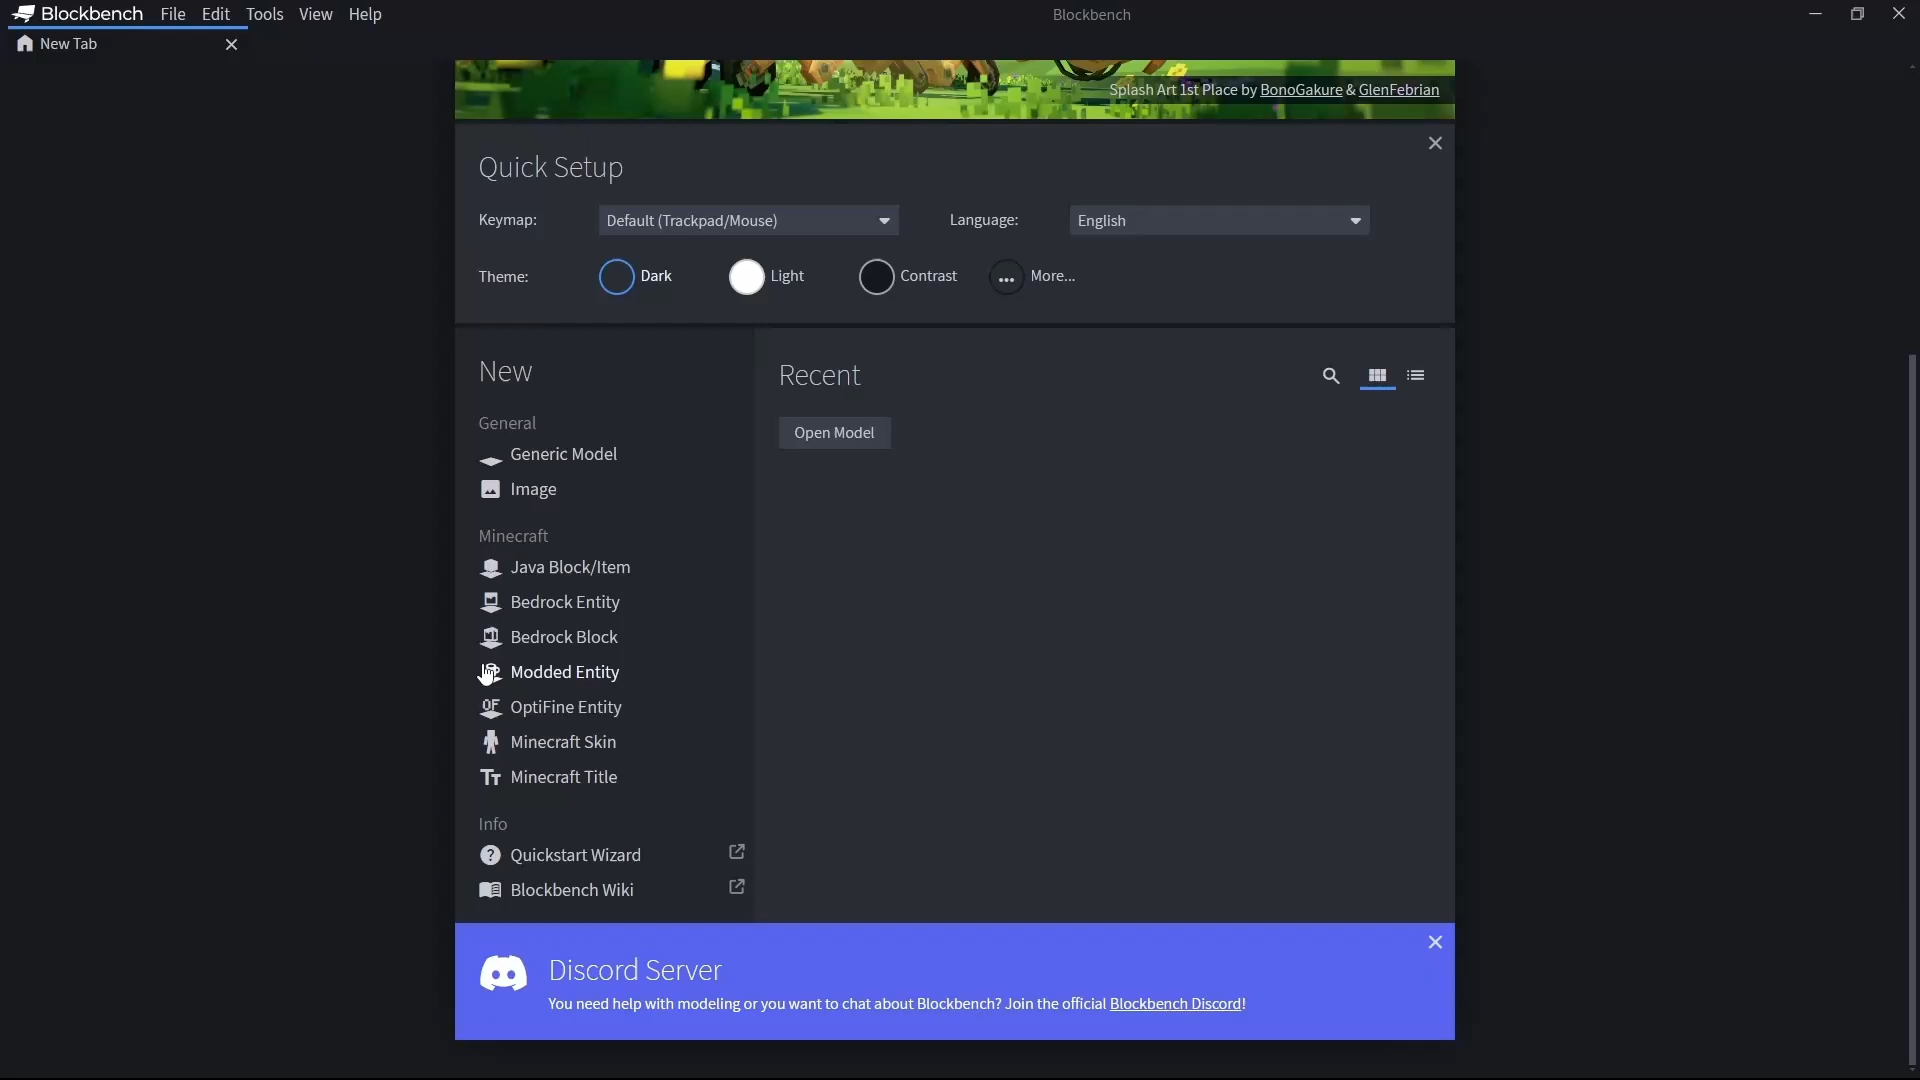 Blockbench File Edit Tools View Help
Blockbench
New Tab
Splash Art 1st Place by BonoGakure & GlenFebrian
Quick Setup
Keymap: Default (Trackpad/Mouse) Language: English
Theme: Dark Light Contrast ... More...
New
Recent
General
Open Model
Generic Model
Image
Minecraft
Java Block/Item
Bedrock Entity
Bedrock Block
Modded Entity
OF OptiFine Entity
Minecraft Skin
TT Minecraft Title
Info
? Quickstart Wizard
Blockbench Wiki
Discord Server
You need help with modeling or you want to chat about Blockbench? Join the official Blockbench Discord!